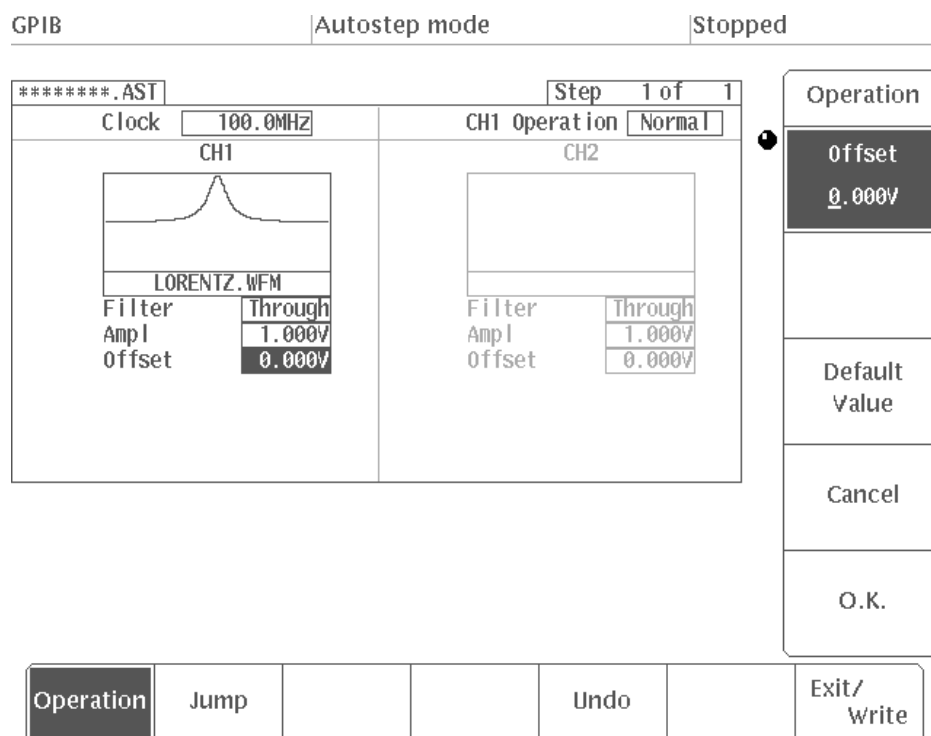 GPIB Autostep mode Stopped
********.AST Step 1 of 1
Clock 100.0MHz CH1 Operation Normal
CH1 CH2
LORENTZ.WFM
Filter Through Filter Through
Ampl 1.000V Ampl 1.000V
Offset 0.000V Offset 0.000V
Operation
Offset
0.000V
Default
Value
Cancel
O.K.
Operation Jump Undo Exit/
Write